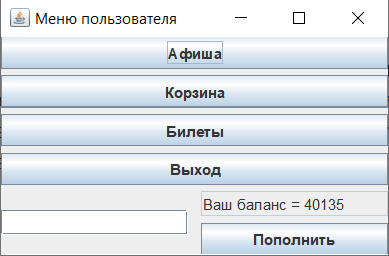 Меню пользователя
Афиша
Корзина
Билеты
Выход
Ваш баланс = 40135
Пополнить